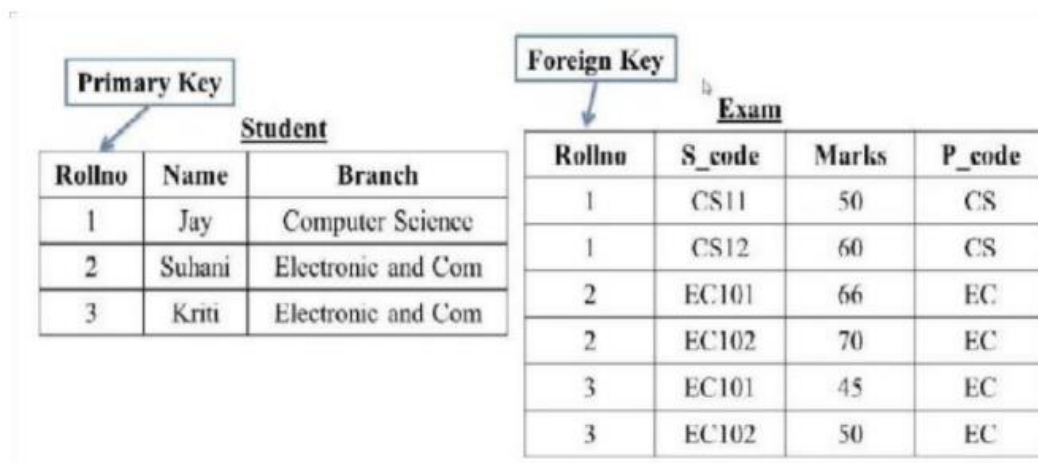 Primary Key
Student
Rollno Name Branch
1 Jay Computer Science
2 Suhani Electronic and Com
3 Kriti Electronic and Com
Foreign Key
Exam
Rollno S_code Marks P_code
1 CS11 50 CS
1 CS12 60 CS
2 EC101 66 EC
2 EC102 70 EC
3 EC101 45 EC
3 EC102 50 EC